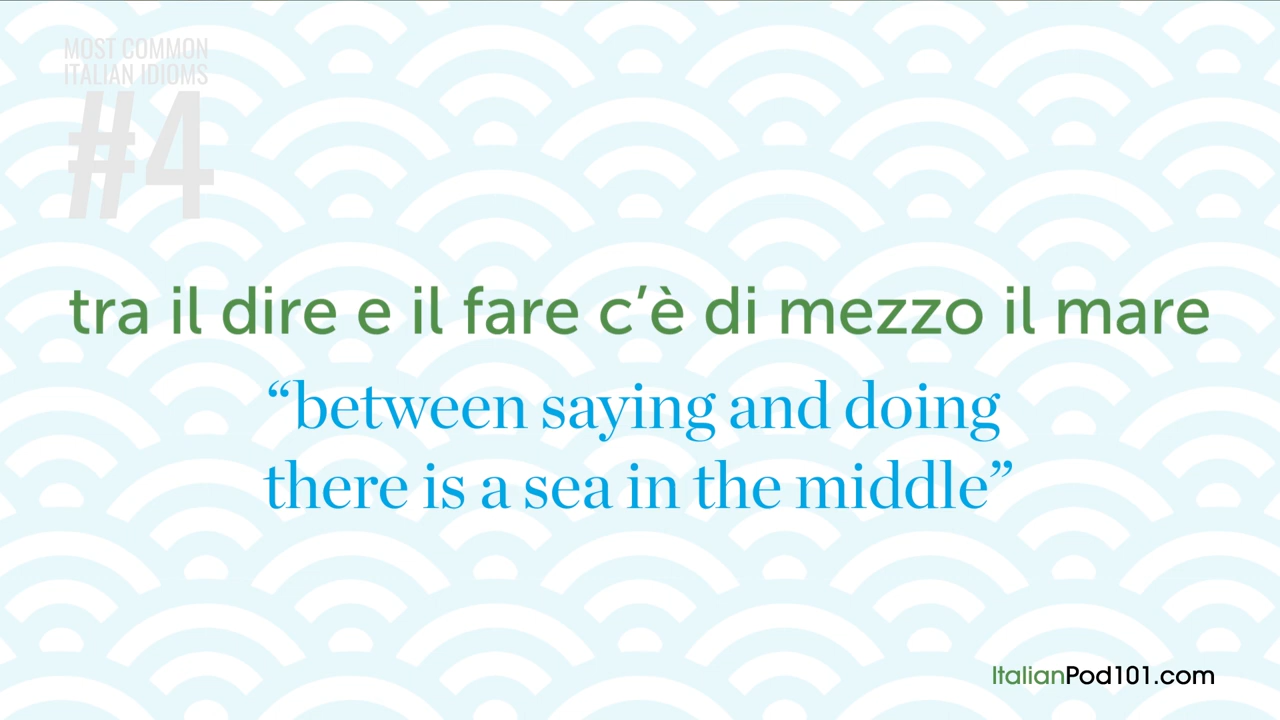 MOST COMMON
ITALIAN IDIOMS
#4
tra il dire e il fare c’è di mezzo il mare
“between saying and doing
there is a sea in the middle”
ItalianPod101.com